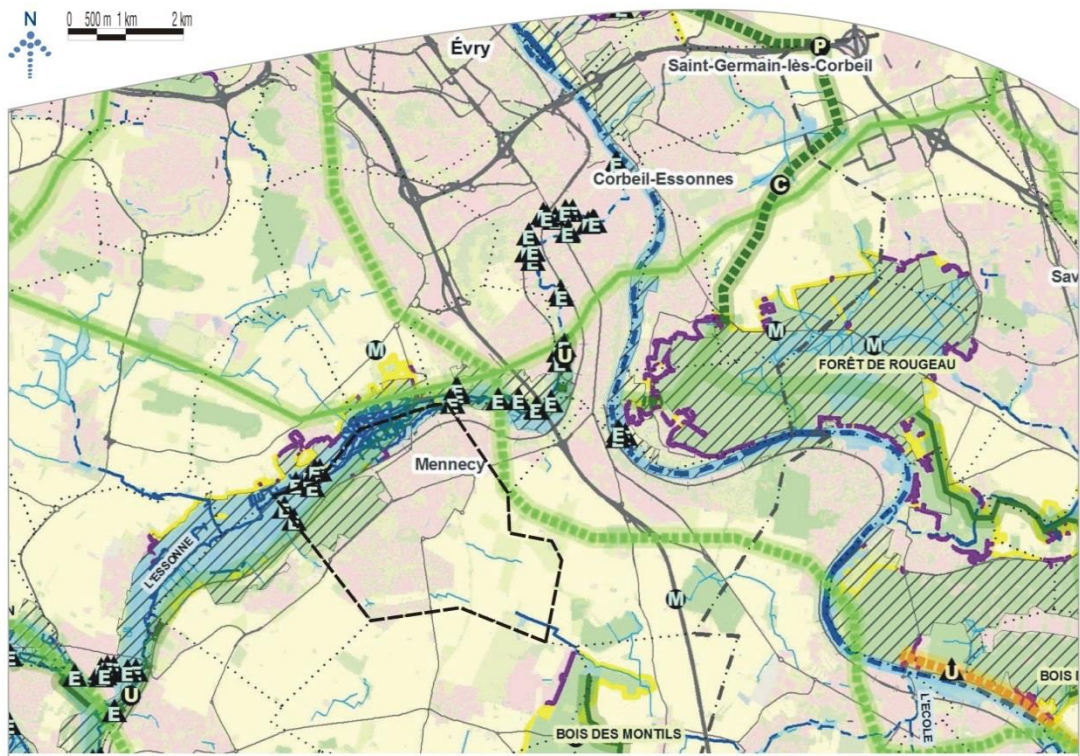 N
0 500 m 1 km 2 km
Évry
P
Saint-Germain-lès-Corbeil
E
Corbeil-Essonnes
C
E E E
E E E
E
E
E
Sav
M
M
M
U
FORÊT DE ROUGEAU
E
E E E E
E
Mennecy
E
E
E
E
L'ESSONNE
M
E E E
U
E
U
BOIS
L'ECOLE
BOIS DES MONTILS